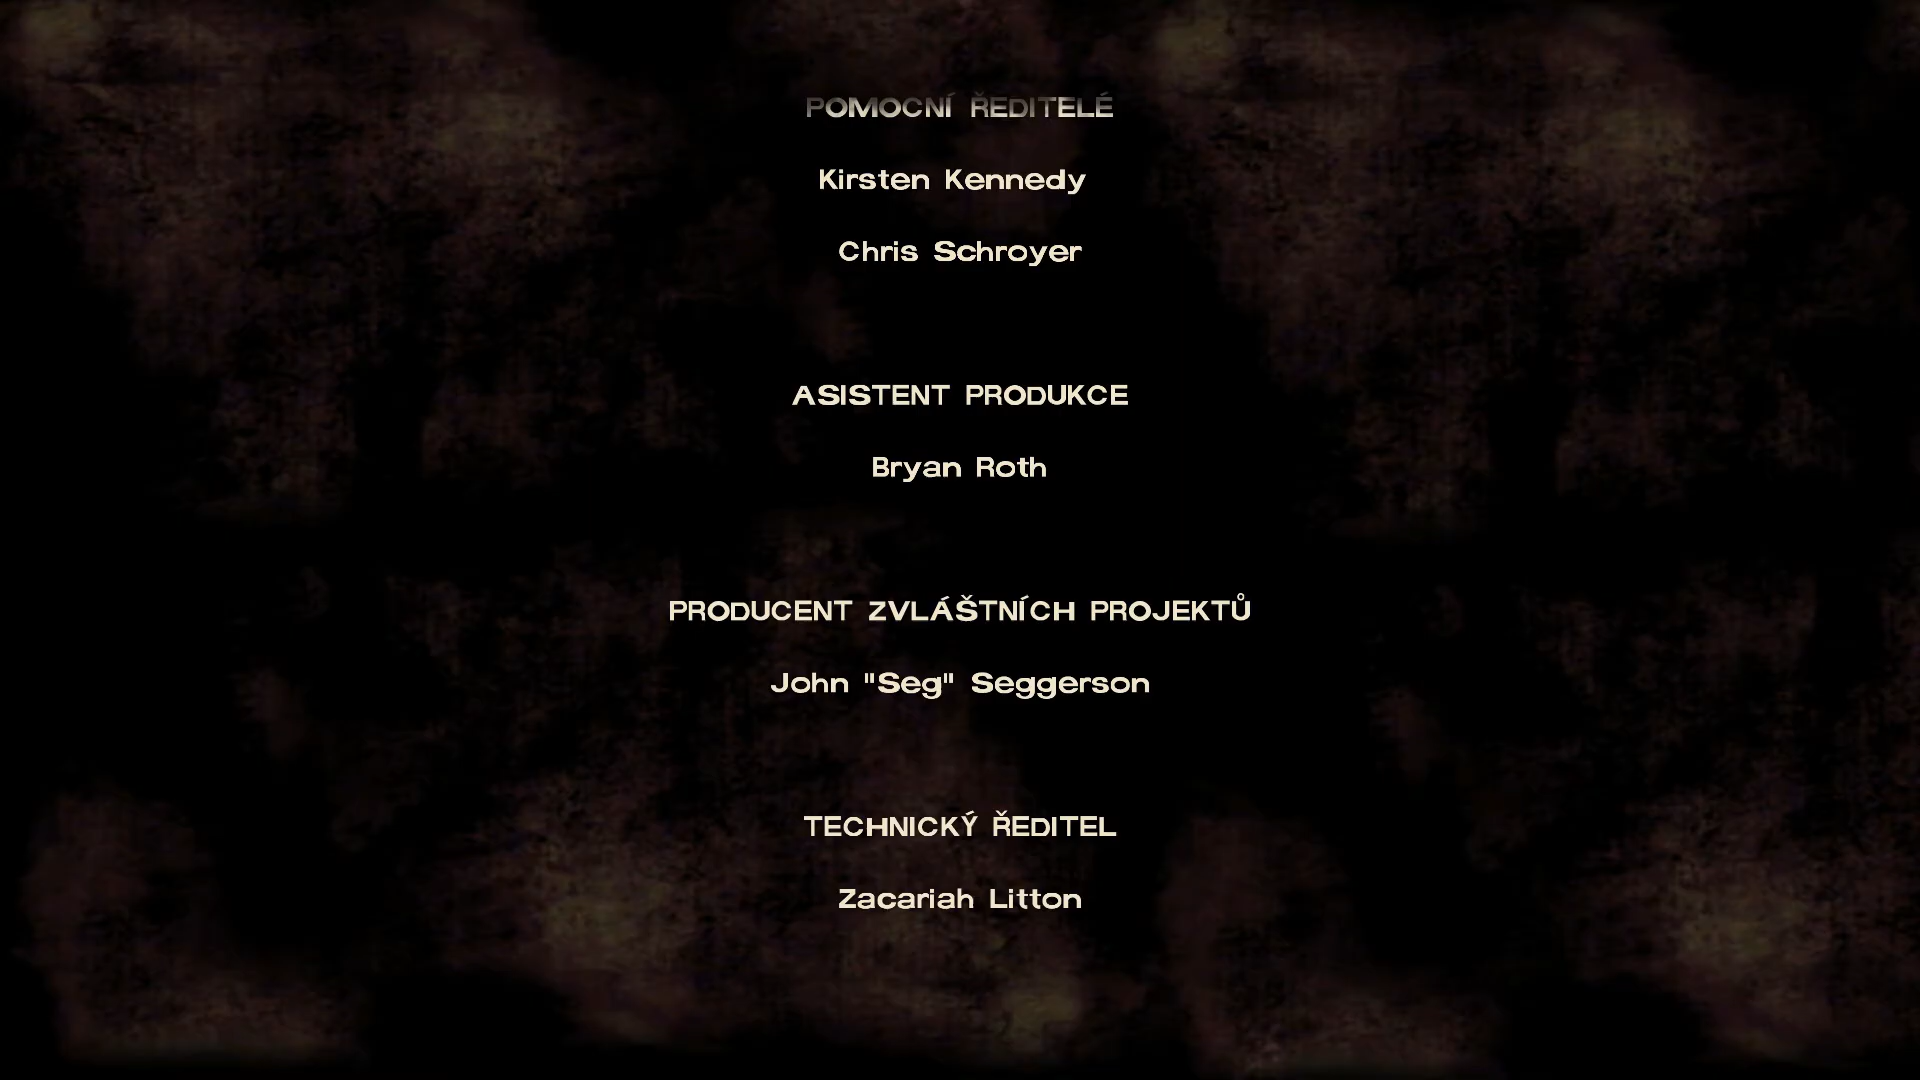 POMOCNÍ ŘEDITELÉ
Kirsten Kennedy
Chris Schroyer
ASISTENT PRODUKCE
Bryan Roth
PRODUCENT ZVLÁŠTNÍCH PROJEKTŮ
John "Seg" Seggerson
TECHNICKÝ ŘEDITEL
Zacariah Litton